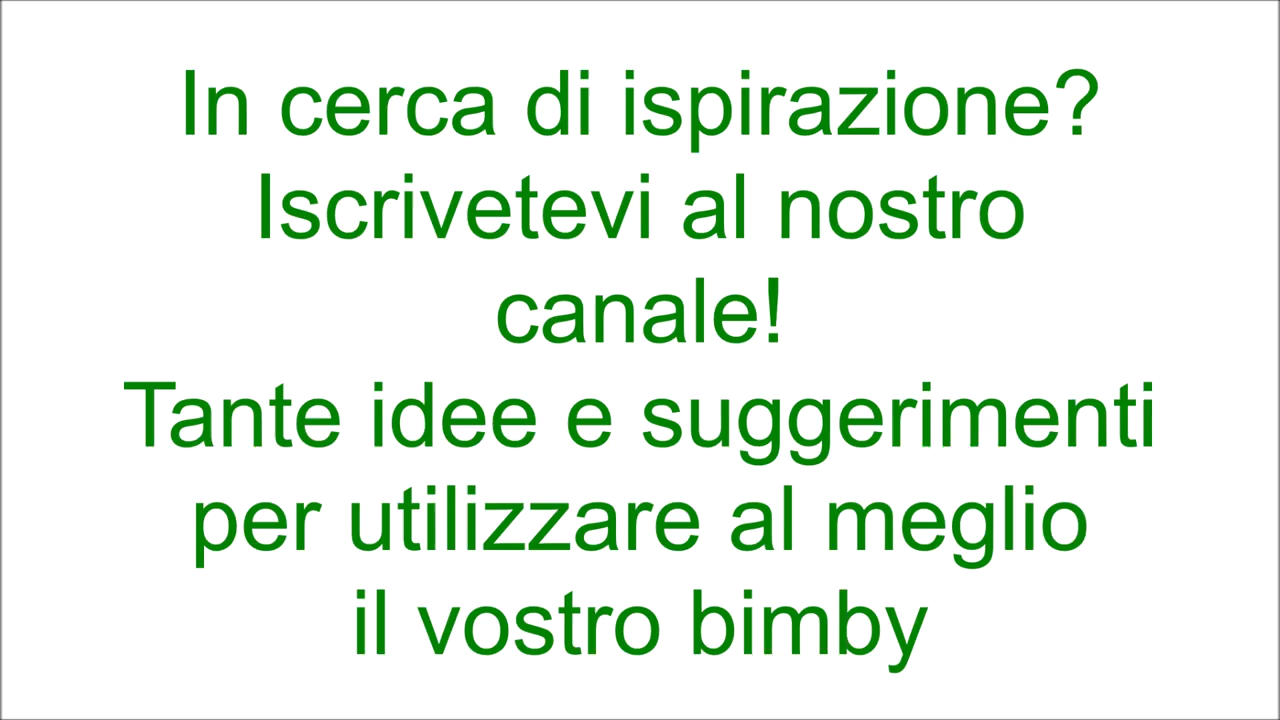 In cerca di ispirazione?
Iscrivetevi al nostro
canale!
Tante idee e suggerimenti
per utilizzare al meglio
il vostro bimby